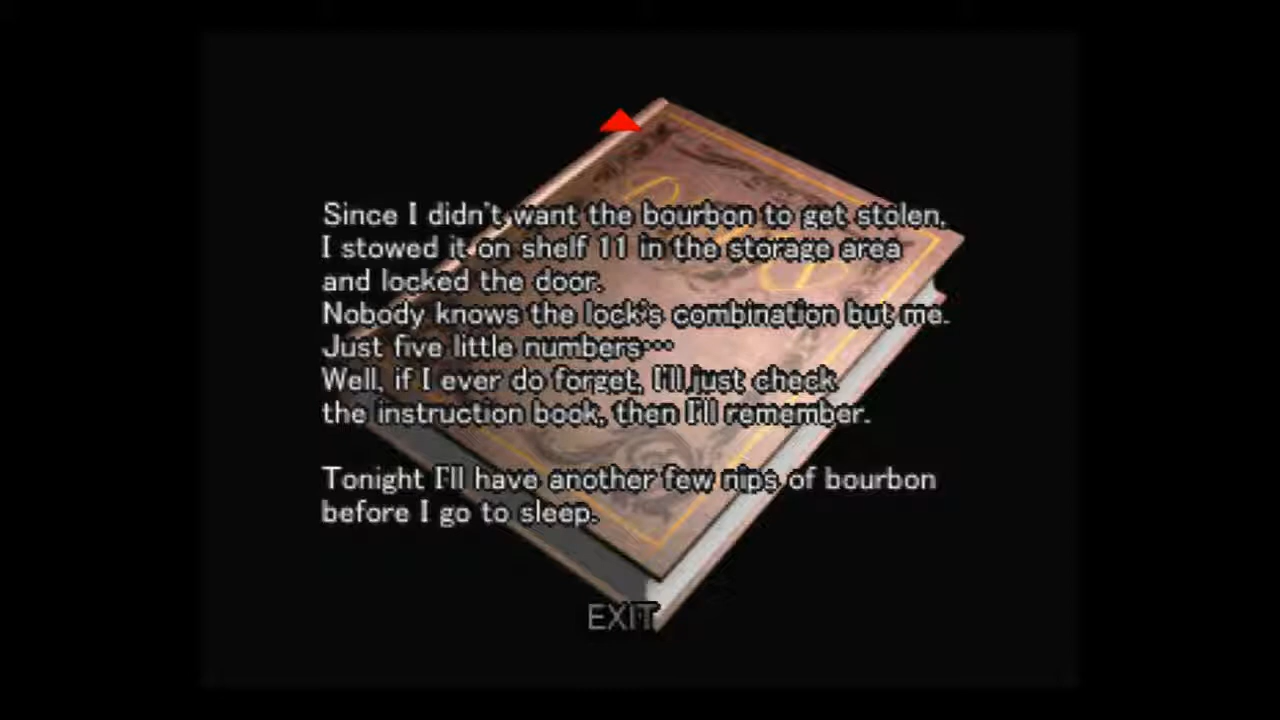 Since I didn't want the bourbon to get stolen,
I stowed it on shelf 11 in the storage area
and locked the door.
Nobody knows the lock's combination but me.
Just five little numbers…
Well, if I ever do forget, I'll just check
the instruction book, then I'll remember.
Tonight I'll have another few nips of bourbon
before I go to sleep.
EXIT